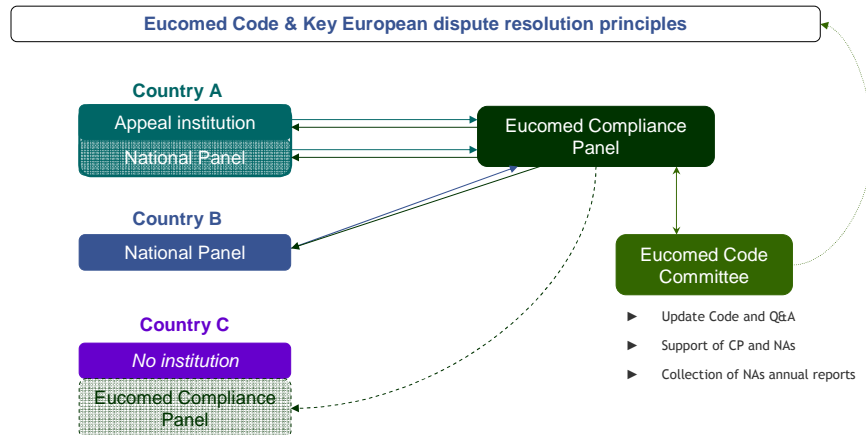 Eucomed Code & Key European dispute resolution principles
Country A
Appeal institution
National Panel
Eucomed Compliance
Panel
Country B
National Panel
Eucomed Code
Committee
► Update Code and Q&A
► Support of CP and NAs
► Collection of NAs annual reports
Country C
No institution
Eucomed Compliance
Panel